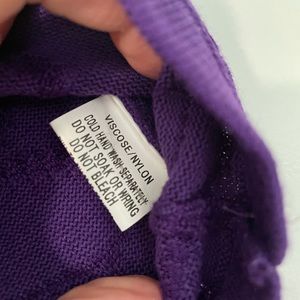 VISCOSE/NYLON
COLD HAND WASH SEPARATELY
DO NOT SOAK OR WRING
DO NOT BLEACH